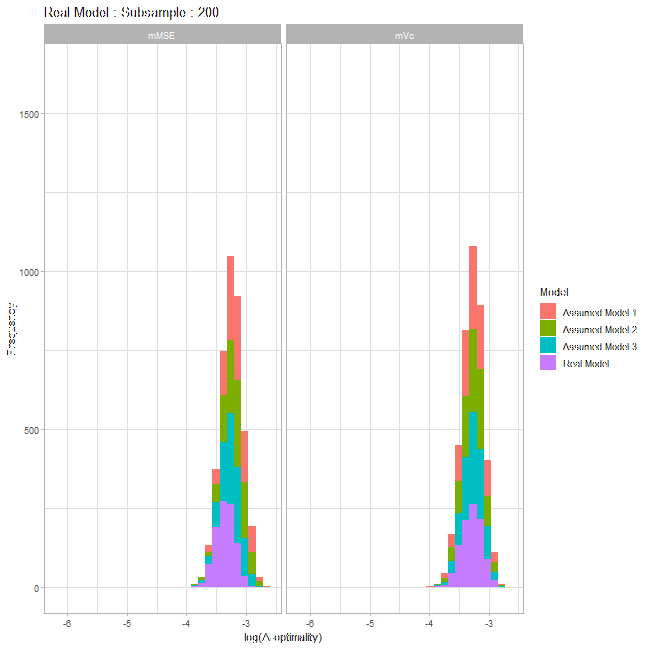 Real Model : Subsample : 200
mMSE
mVc
1500
1000
500
0
Frequency
-6 -5 -4 -3
-6 -5 -4 -3
log(A-optimality)
Model
Assumed Model 1
Assumed Model 2
Assumed Model 3
Real Model